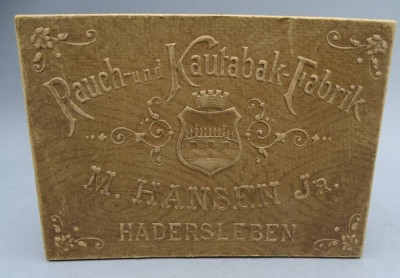 Rauch- und Kautabak-Fabrik
M. HANSEN Jr.
HADERSLEBEN